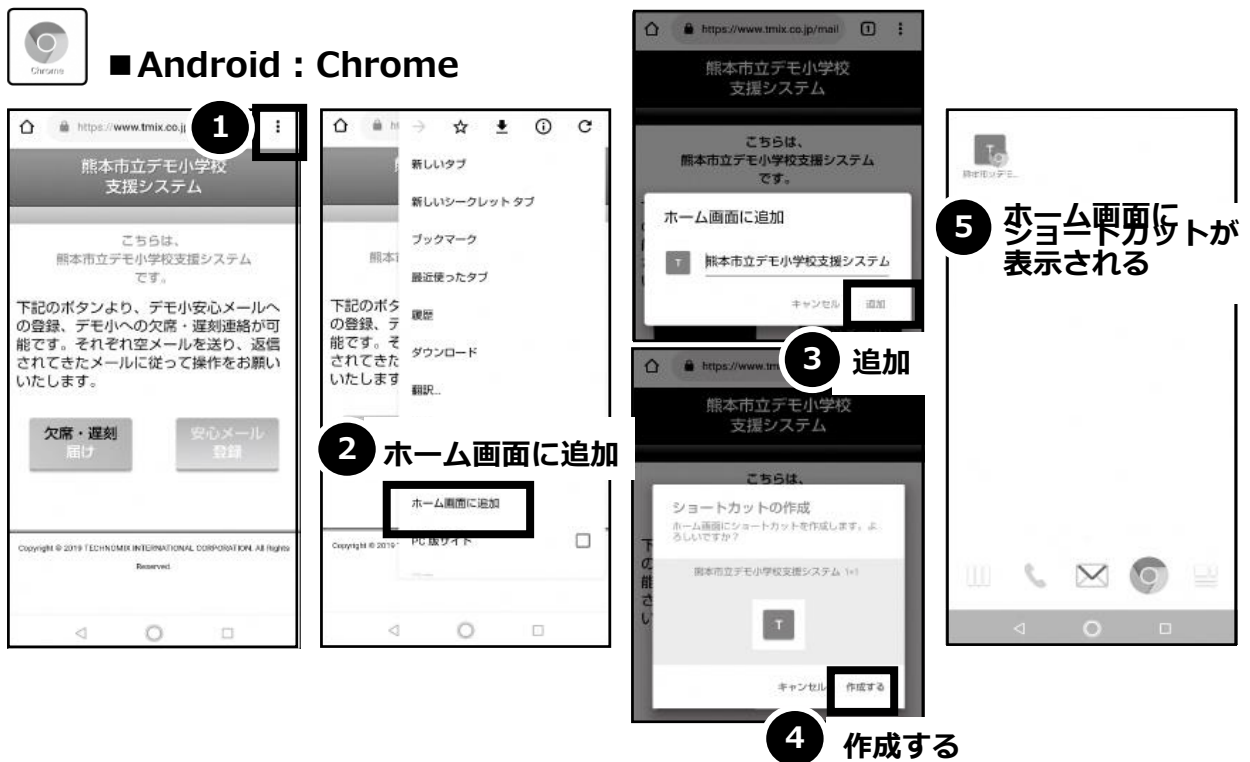 Chrome
■Android：Chrome
https://www.tmix.co.j
1
熊本市立デモ小学校
支援システム
こちらは、
熊本市立デモ小学校支援システム
です。
下記のボタンより、デモ小安心メールへ
の登録、デモ小への欠席・遅刻連絡が可
能です。それぞれ空メールを送り、返信
されてきたメールに従って操作をお願い
いたします。
欠席・遅刻
届け
安心メール
登録
Copyright © 2019 TECHNOMIX INTERNATIONAL CORPORATION. All Rights
Reserved.
新しいタブ
新しいシークレット タブ
ブックマーク
最近使ったタブ
履歴
ダウンロード
翻訳...
熊本市
下記のボタ
の登録、デ
能です。そ
されてきた
いたします
2 ホーム画面に追加
ホーム画面に追加
PC 版サイト
Copyright © 2019
https://www.tmix.co.jp/mail
1
熊本市立デモ小学校
支援システム
こちらは、
熊本市立デモ小学校支援システム
です。
ホーム画面に追加
T
熊本市立デモ小学校支援システム
キャンセル 追加
3 追加
https://www.tm
熊本市立デモ小学校
支援システム
こちらは、
ショートカットの作成
ホーム画面にショートカットを作成します。よ
ろしいですか？
熊本市立デモ小学校支援システム 1×1
T
キャンセル 作成する
4 作成する
T
熊本市立デモ...
5 ホーム画面に
ショートカットが
表示される